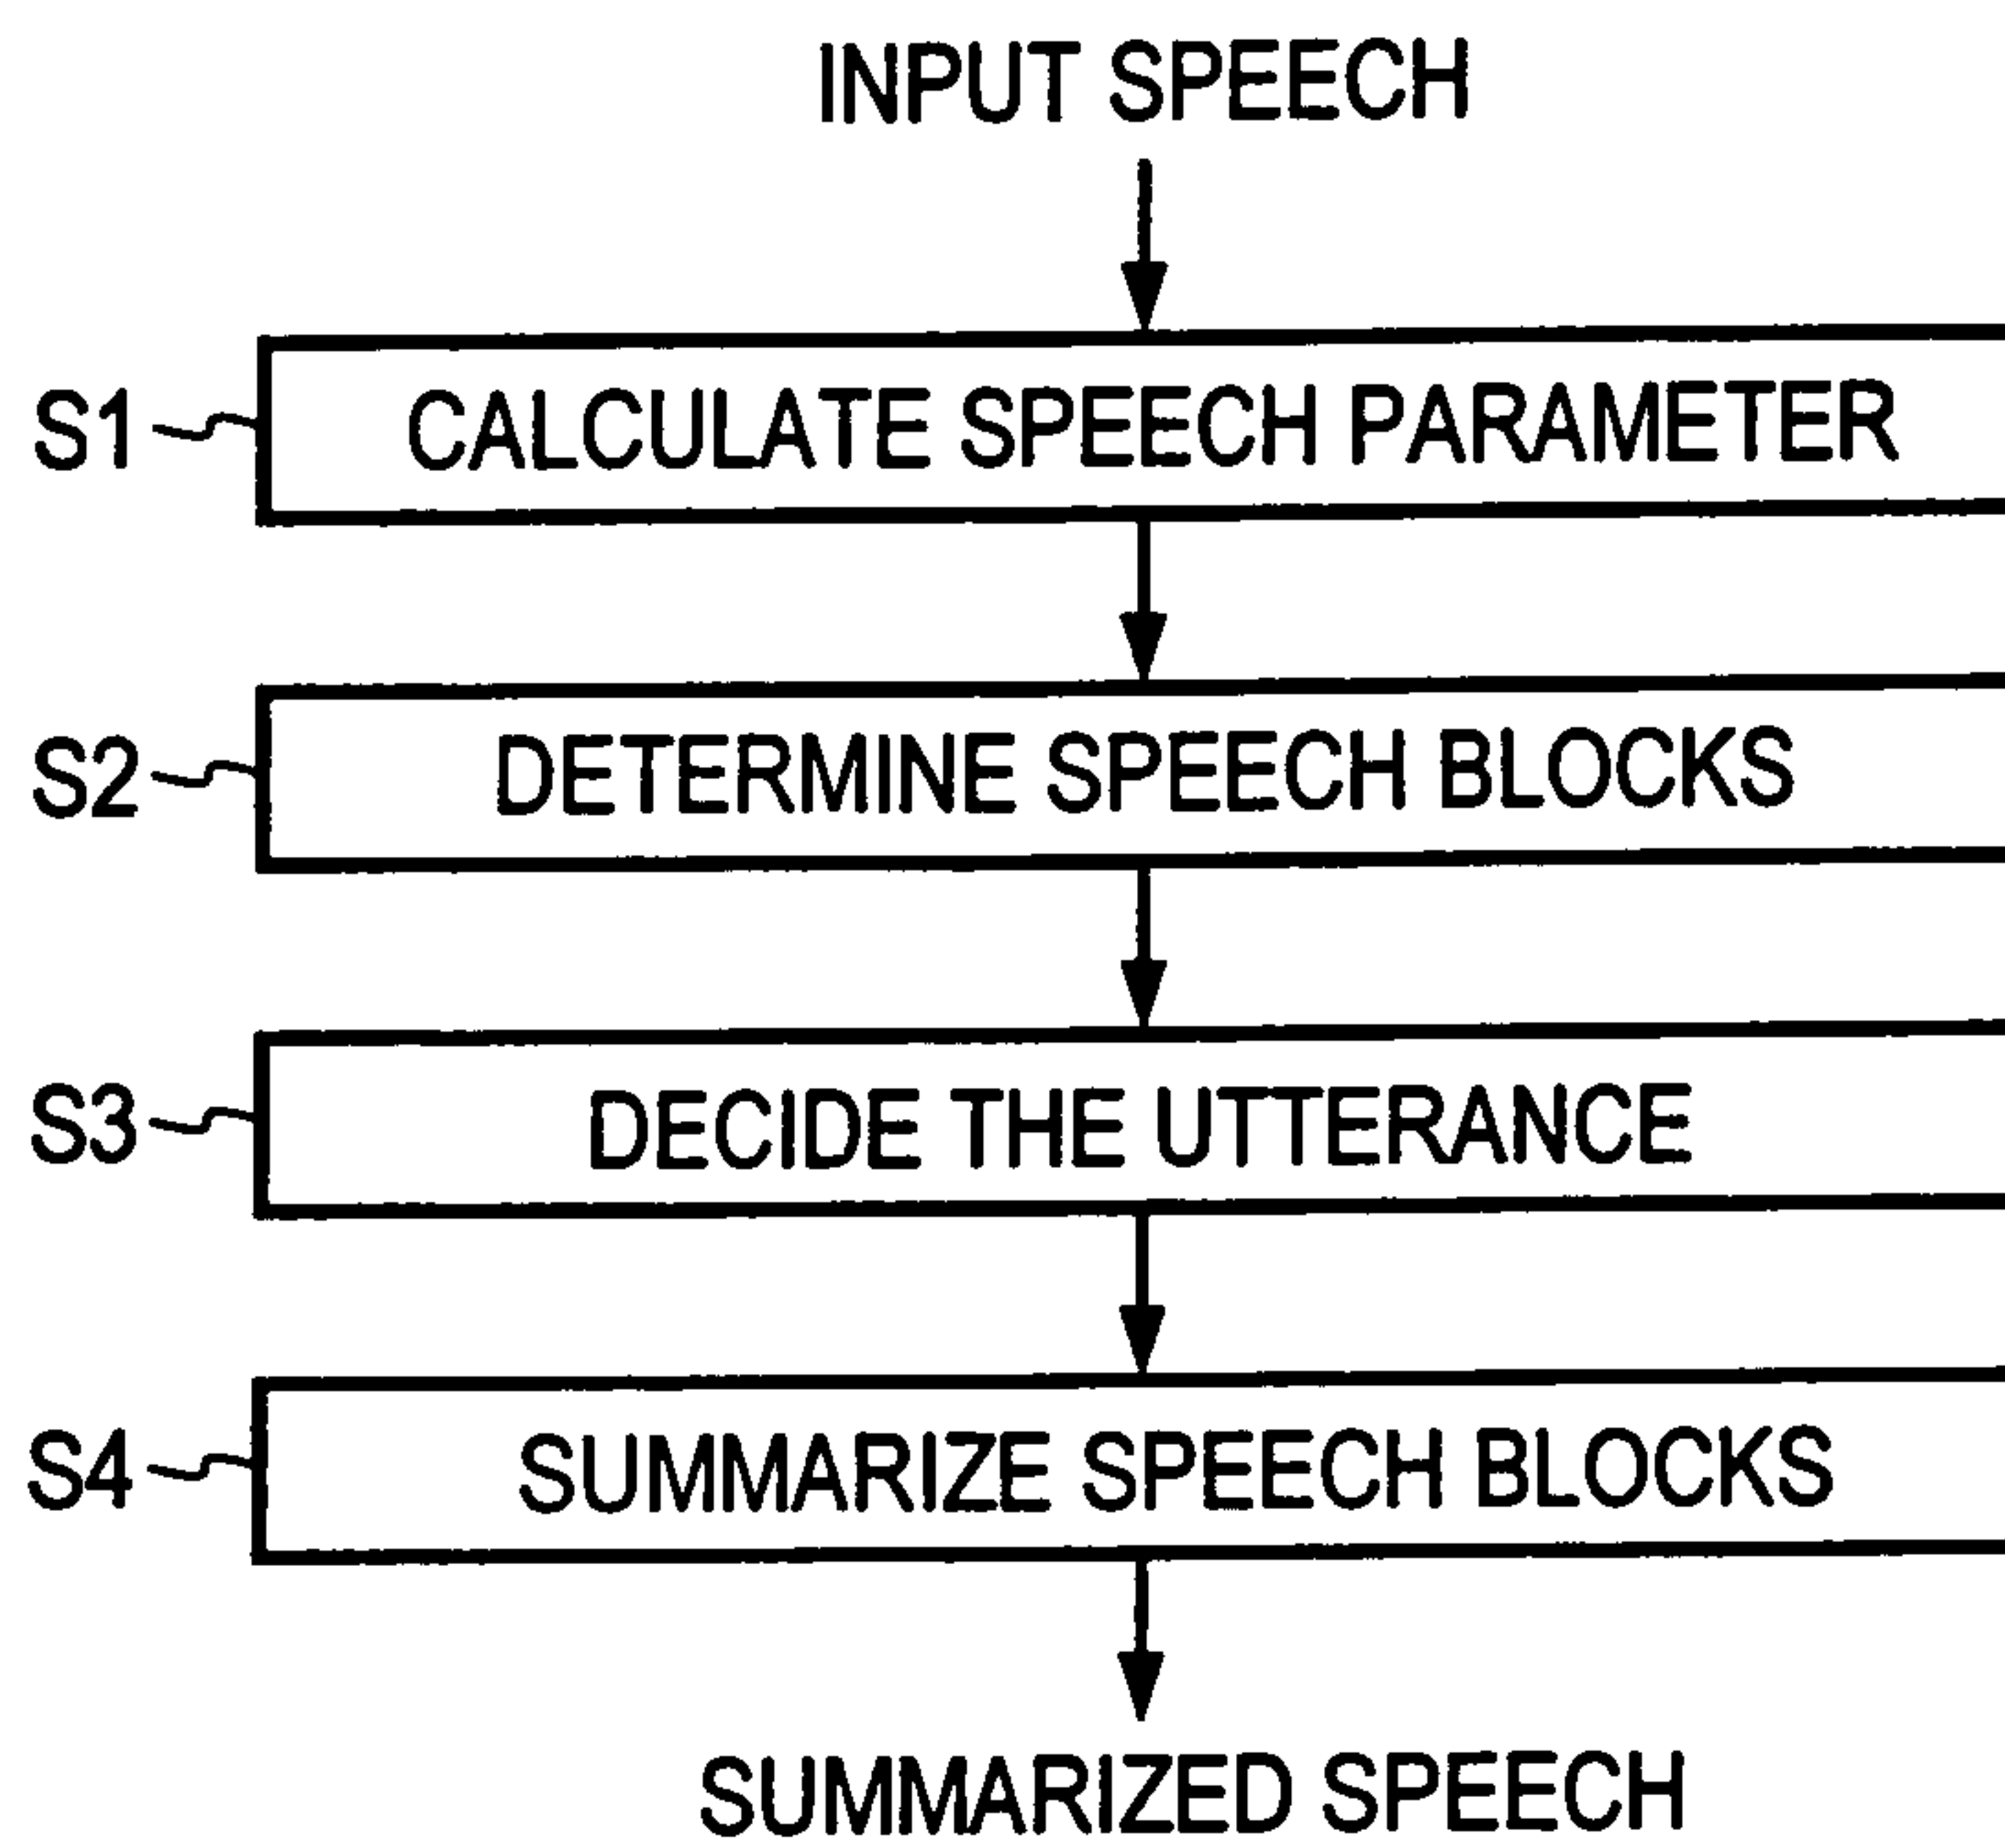 INPUT SPEECH
S1 CALCULATE SPEECH PARAMETER
S2 DETERMINE SPEECH BLOCKS
S3 DECIDE THE UTTERANCE
S4 SUMMARIZE SPEECH BLOCKS
SUMMARIZED SPEECH